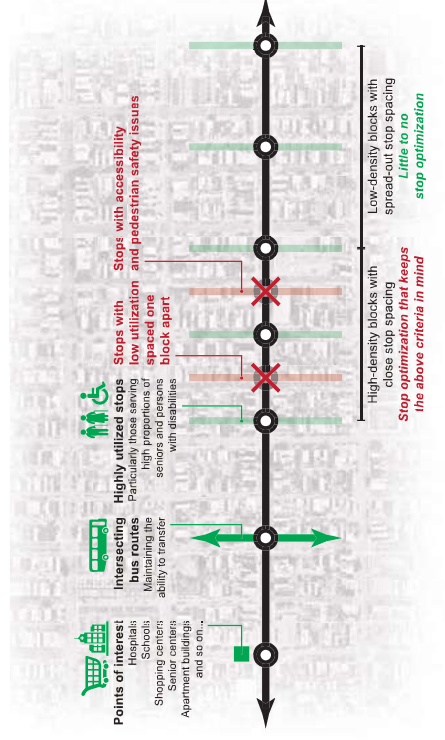 Points of interest
Hospitals
Schools
Shopping centers
Senior centers
Apartment buildings
and so on...
Intersecting
bus routes
Maintaining the
ability to transfer
Highly utilized stops
Particularly those serving
high proportions of
seniors and persons
with disabilities
Stops with
low utilization
spaced one
block apart
Stops with accessibility
and pedestrian safety issues
High-density blocks with
close stop spacing
Stop optimization that keeps
the above criteria in mind
Low-density blocks with
spread-out stop spacing
Little to no
stop optimization